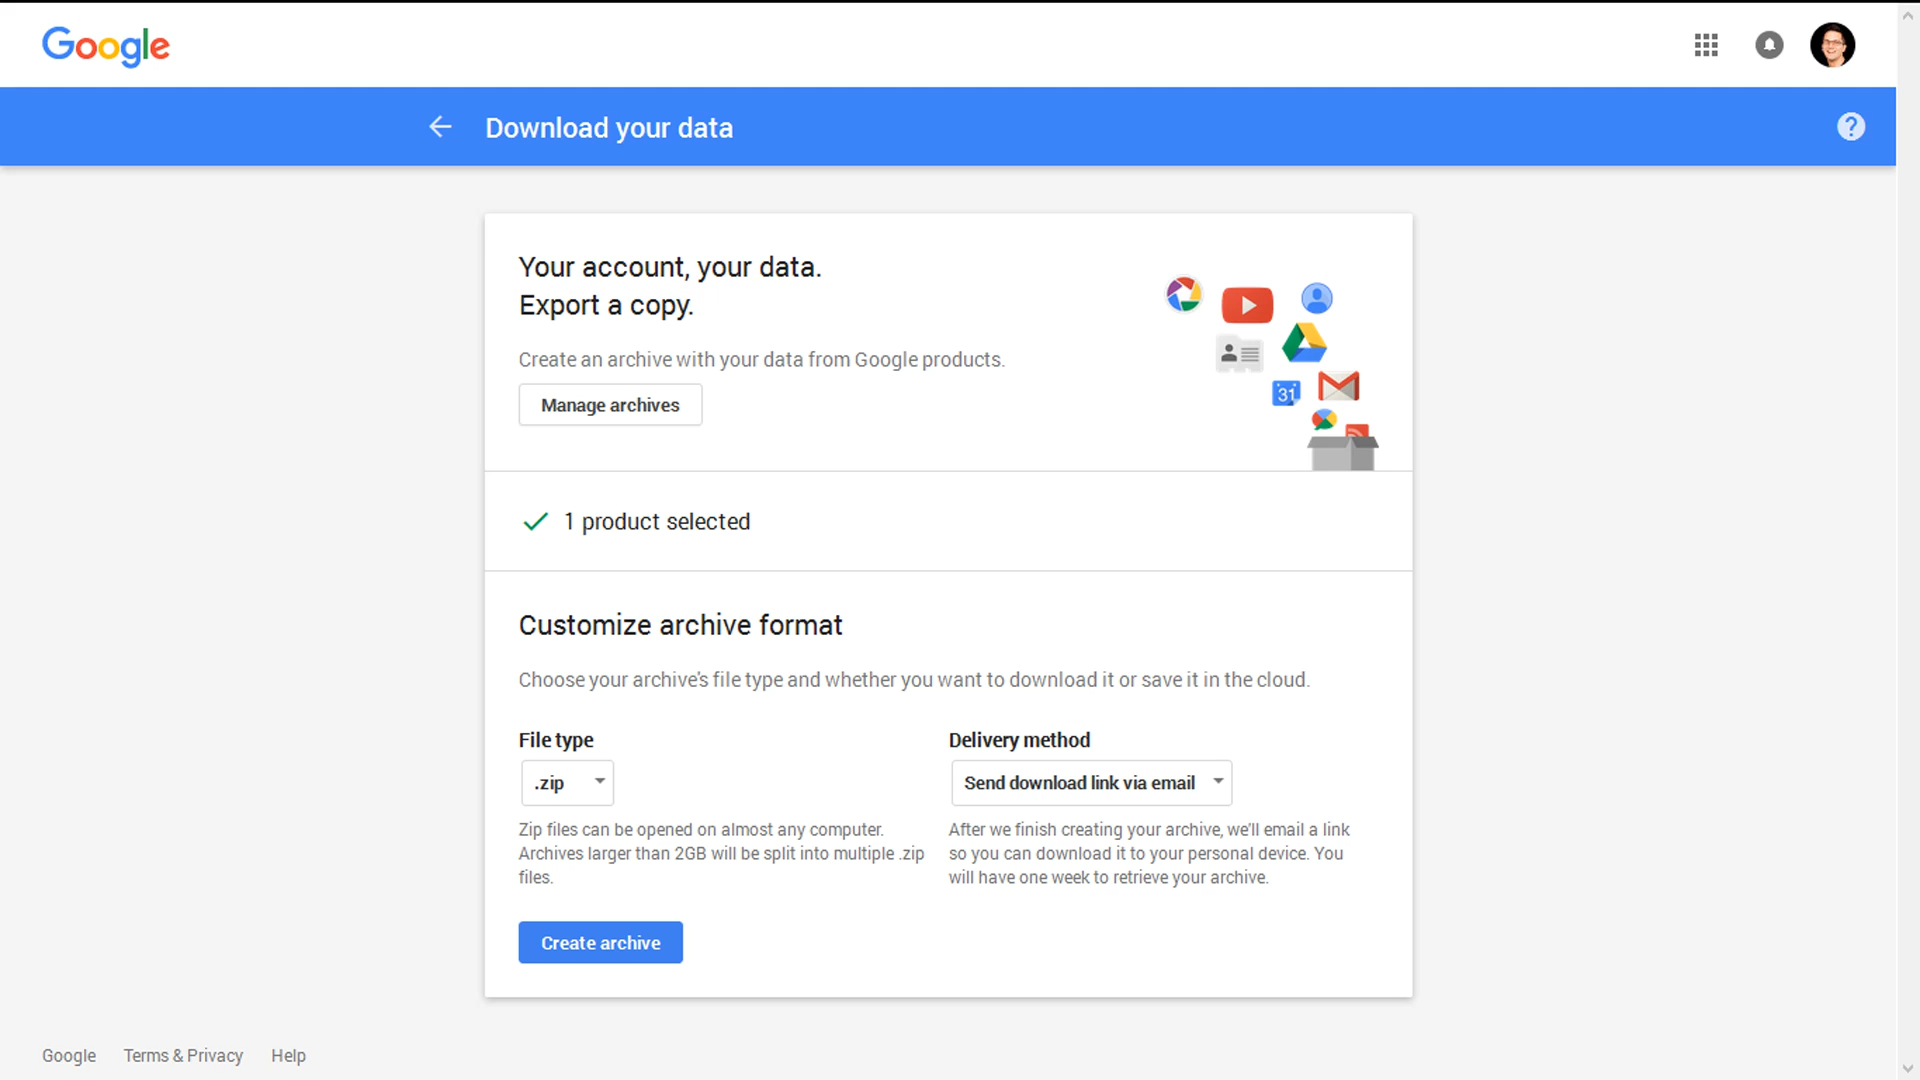 Google
Download your data
?
Your account, your data.
Export a copy.
Create an archive with your data from Google products.
Manage archives
31
1 product selected
Customize archive format
Choose your archive's file type and whether you want to download it or save it in the cloud.
File type
Delivery method
.zip
Send download link via email
Zip files can be opened on almost any computer.
Archives larger than 2GB will be split into multiple .zip
files.
After we finish creating your archive, we'll email a link
so you can download it to your personal device. You
will have one week to retrieve your archive.
Create archive
Google Terms & Privacy Help